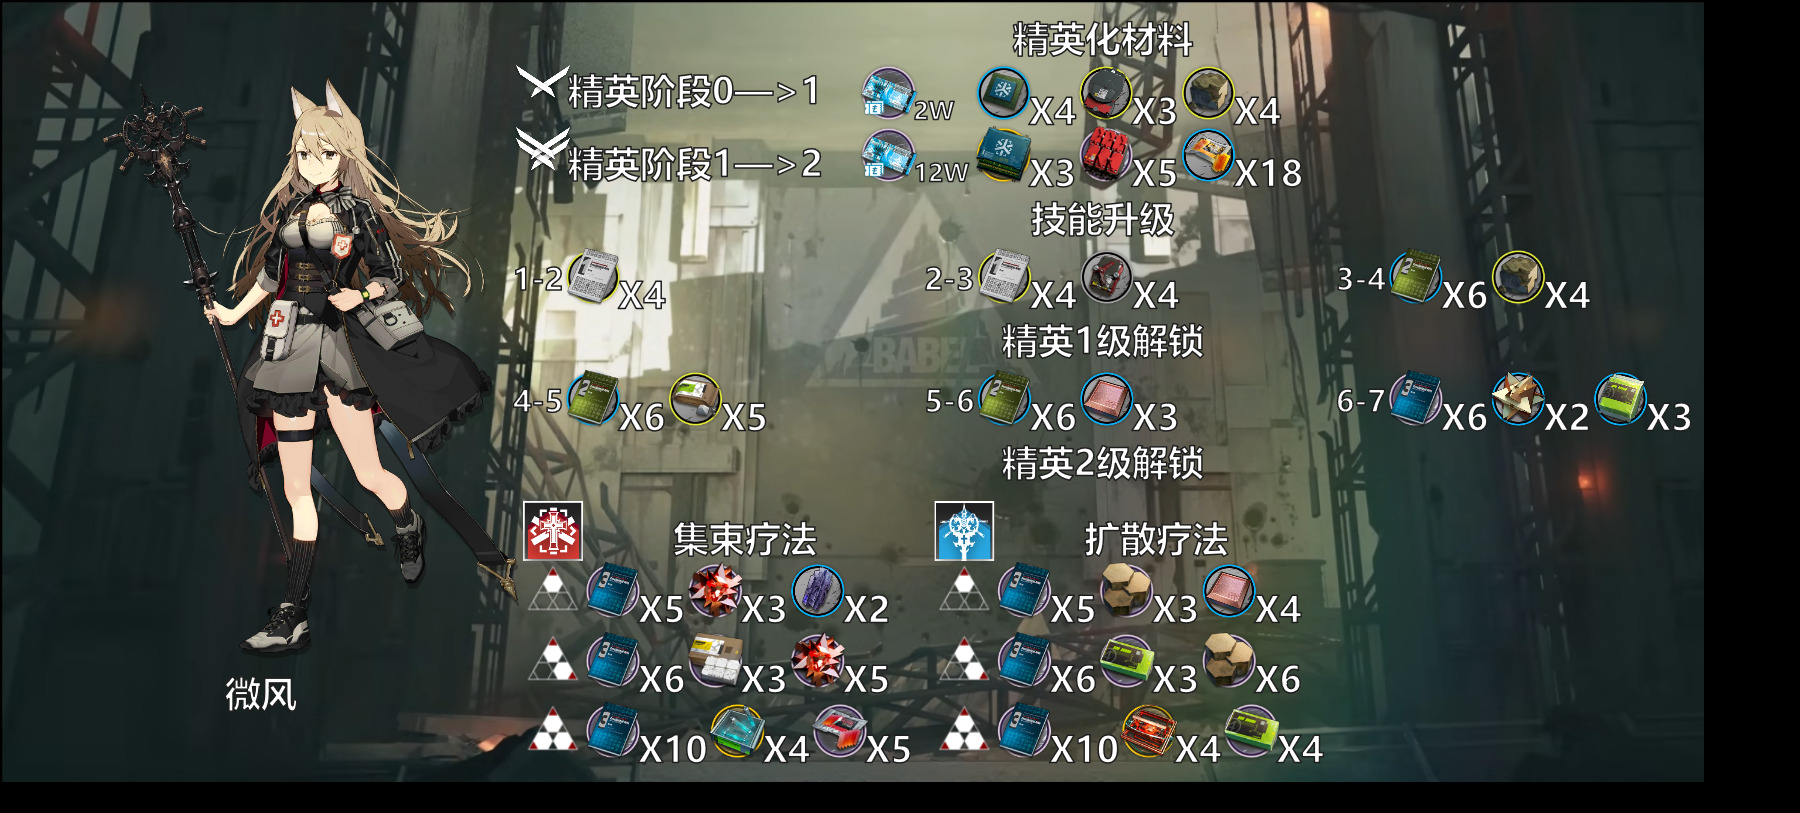 精英化材料
精英阶段0—>1 2W X4 X3 X4
精英阶段1—>2 12W X3 X5 X18
技能升级
1-2 X4 2-3 X4 X4 3-4 X6 X4
精英1级解锁
4-5 X6 X5 5-6 X6 X3 6-7 X6 X2 X3
精英2级解锁
集束疗法 扩散疗法
X5 X3 X2 X5 X3 X4
X6 X3 X5 X6 X3 X6
X10 X4 X5 X10 X4 X4
微风
BABEL